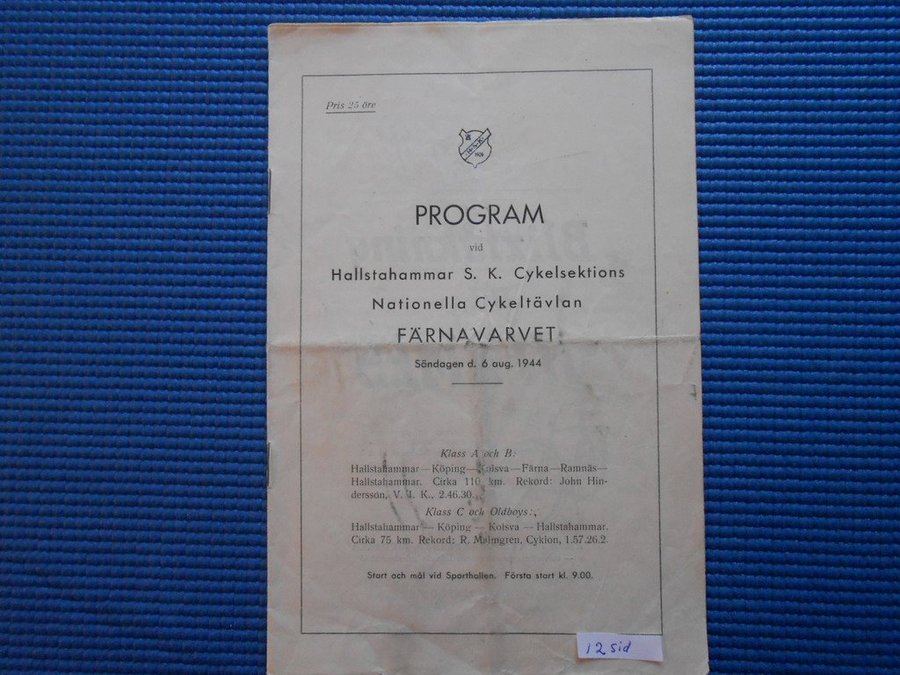 Pris 25 öre
1926
PROGRAM
vid
Hallstahammar S. K. Cykelsektions
Nationella Cykeltävlan
FÄRNAVARVET
Söndagen d. 6 aug. 1944
Klass A och B:
Hallstahammar—Köping—Kolsva—Färna—Ramnäs—
Hallstahammar. Cirka 110 km. Rekord: John Hin-
dersson, V. I. K., 2.46.30.
Klass C och Oldboys:
Hallstahammar — Köping — Kolsva — Hallstahammar.
Cirka 75 km. Rekord: R. Malmgren, Cyklon, 1.57.26.2.
Start och mål vid Sporthallen. Första start kl. 9.00.
12 sid